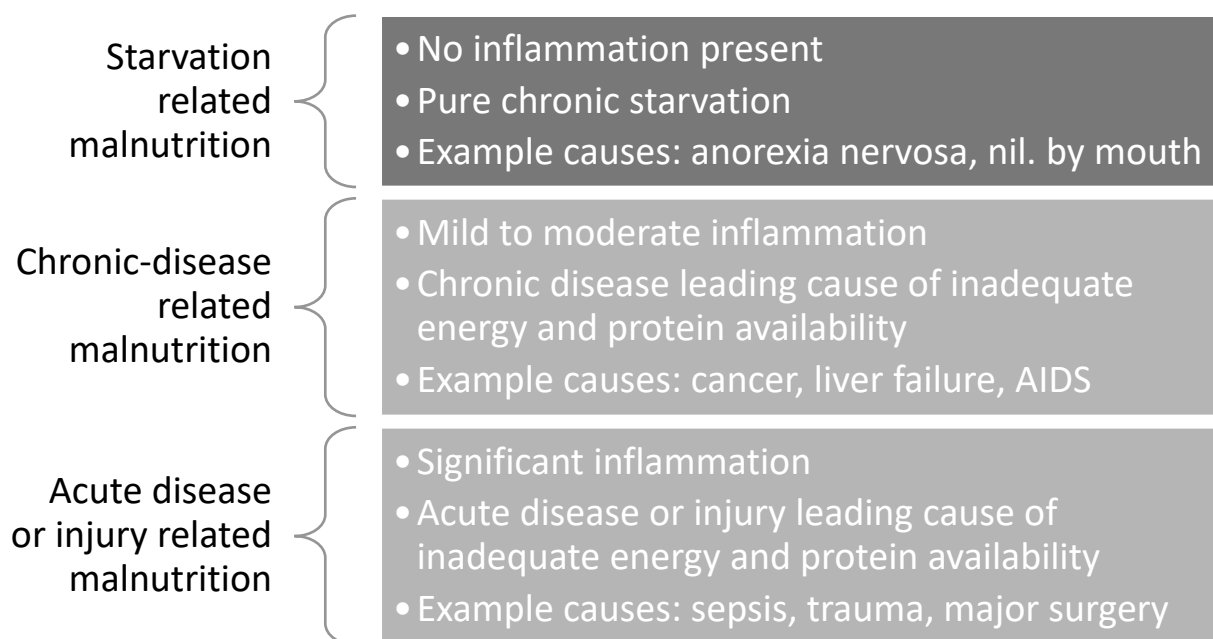 Starvation
related
malnutrition
• No inflammation present
• Pure chronic starvation
• Example causes: anorexia nervosa, nil. by mouth
Chronic-disease
related
malnutrition
• Mild to moderate inflammation
• Chronic disease leading cause of inadequate
energy and protein availability
• Example causes: cancer, liver failure, AIDS
Acute disease
or injury related
malnutrition
• Significant inflammation
• Acute disease or injury leading cause of
inadequate energy and protein availability
• Example causes: sepsis, trauma, major surgery